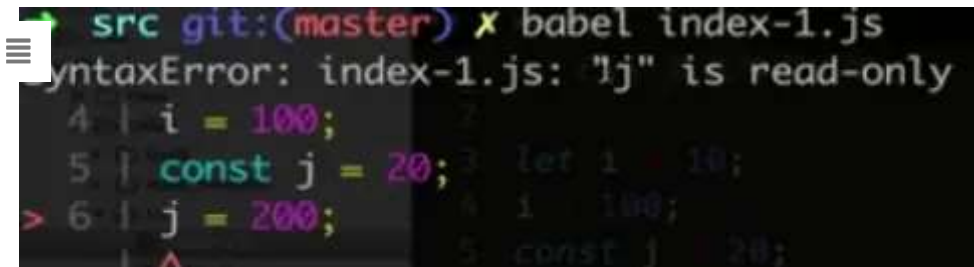 ➜ src git:(master) ✗ babel index-1.js
SyntaxError: index-1.js: "j" is read-only
4 | i = 100;
5 | const j = 20;
> 6 | j = 200;
| ^
let i = 10;
i = 100;
const j = 20;